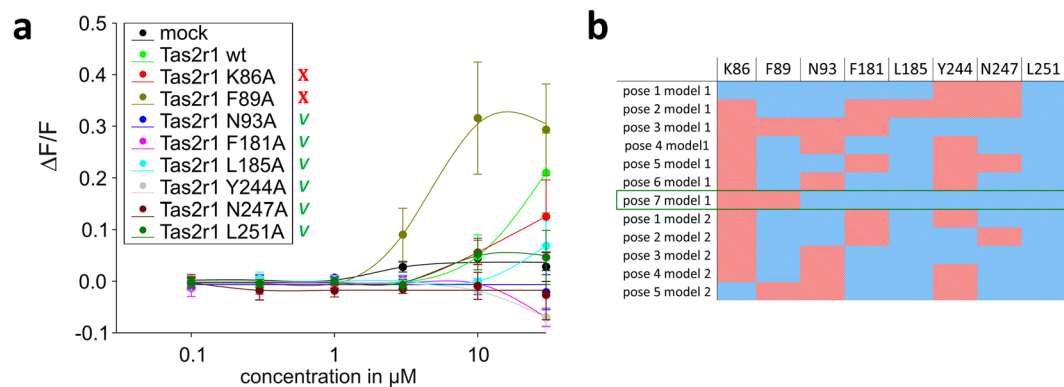 a
0.5
0.4
0.3
0.2
0.1
0.0
-0.1
ΔF/F
mock
Tas2r1 wt
Tas2r1 K86A X
Tas2r1 F89A X
Tas2r1 N93A V
Tas2r1 F181A V
Tas2r1 L185A V
Tas2r1 Y244A V
Tas2r1 N247A V
Tas2r1 L251A V
0.1 1 10
concentration in µM
b
K86 F89 N93 F181 L185 Y244 N247 L251
pose 1 model 1
pose 2 model 1
pose 3 model 1
pose 4 model1
pose 5 model 1
pose 6 model 1
pose 7 model 1
pose 1 model 2
pose 2 model 2
pose 3 model 2
pose 4 model 2
pose 5 model 2